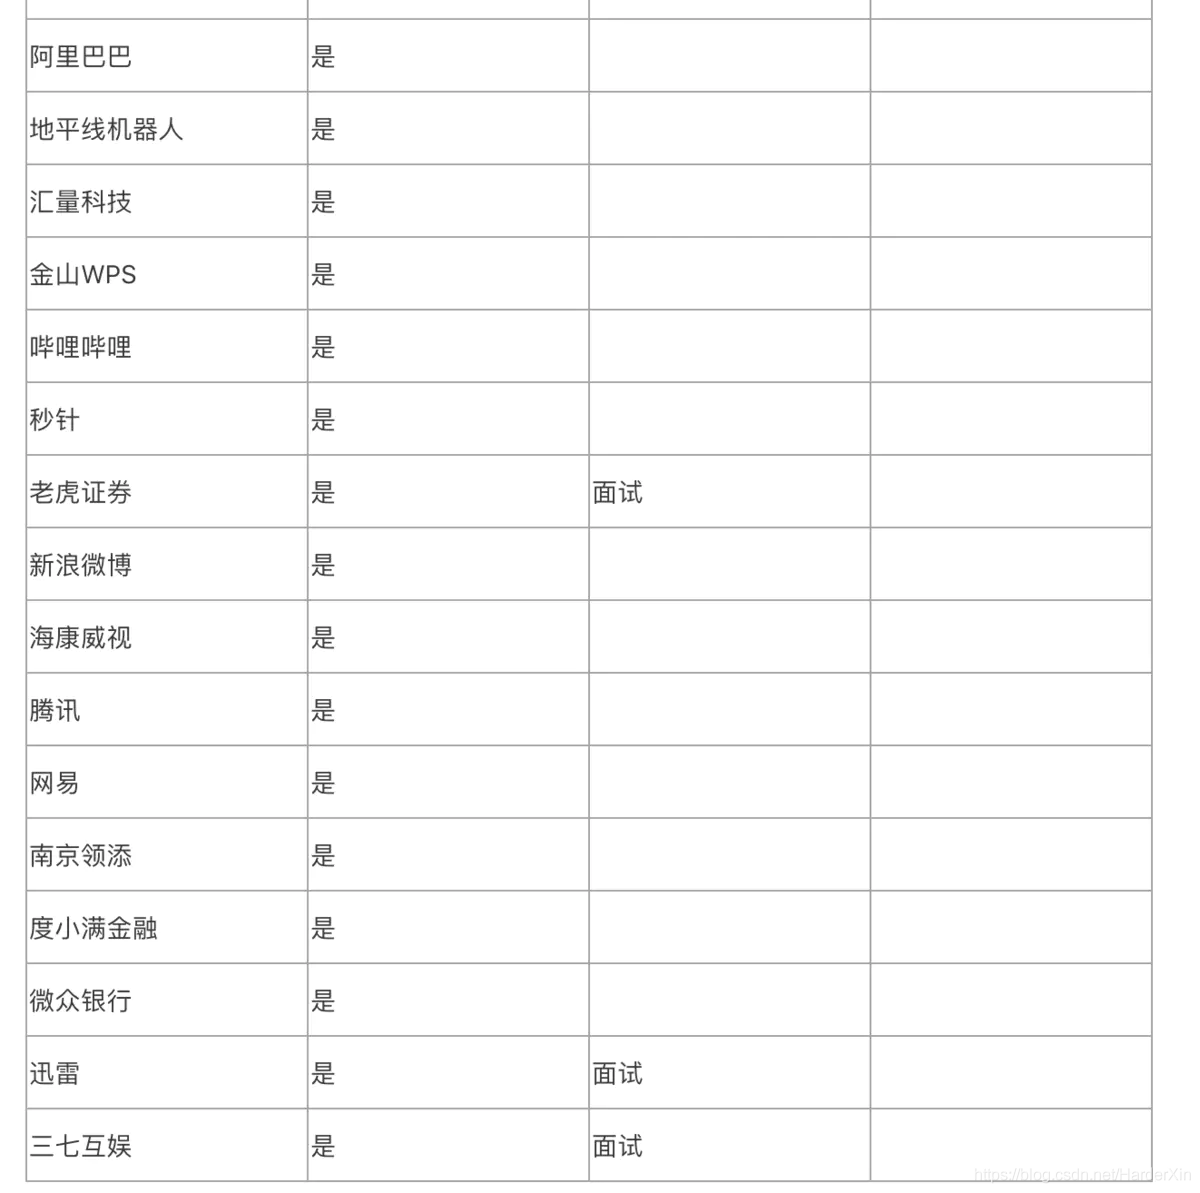 阿里巴巴 是
地平线机器人 是
汇量科技 是
金山WPS 是
哔哩哔哩 是
秒针 是
老虎证券 是 面试
新浪微博 是
海康威视 是
腾讯 是
网易 是
南京领添 是
度小满金融 是
微众银行 是
迅雷 是 面试
三七互娱 是 面试
https://blog.csdn.net/HarderXin